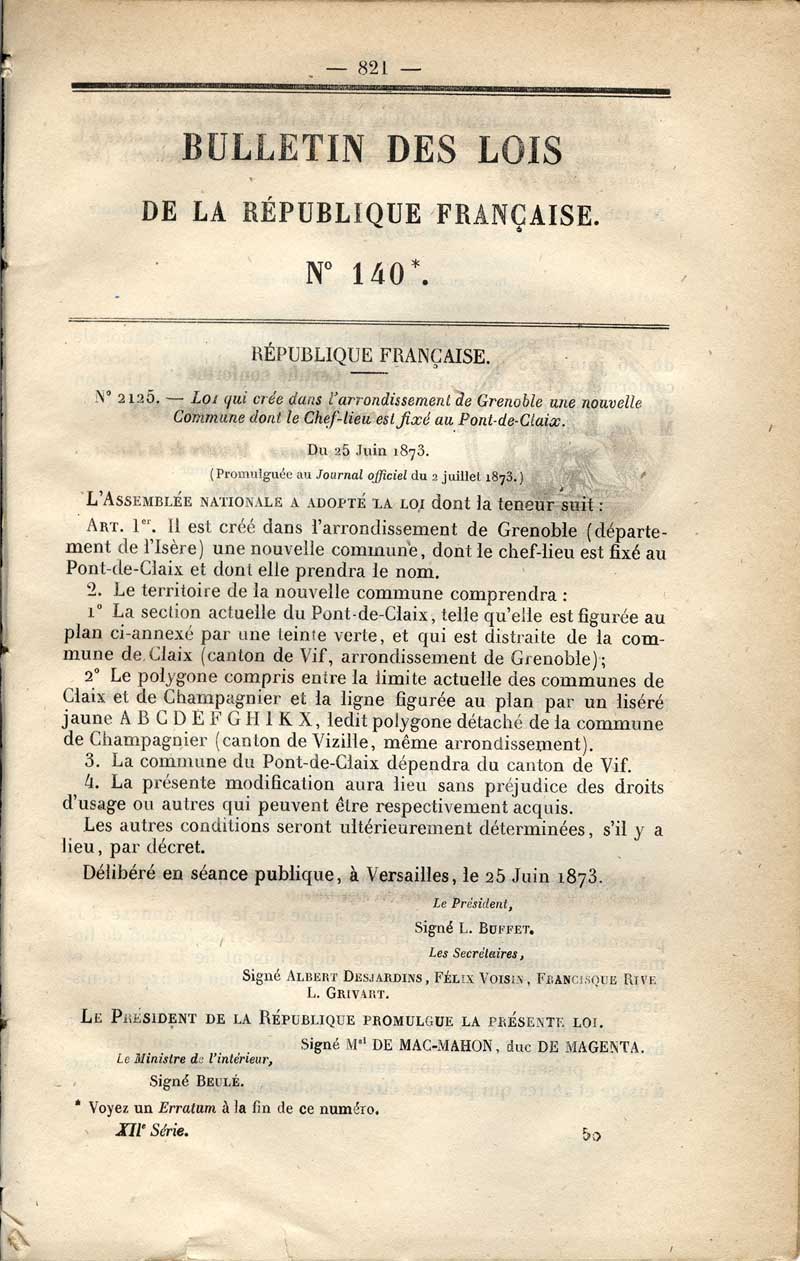 — 821 —
BULLETIN DES LOIS
DE LA RÉPUBLIQUE FRANÇAISE.
N° 140*.
RÉPUBLIQUE FRANÇAISE.
N° 2125. — Loi qui crée dans l'arrondissement de Grenoble une nouvelle
Commune dont le Chef-lieu est fixé au Pont-de-Claix.
Du 25 Juin 1873.
(Promulguée au Journal officiel du 2 juillet 1873.)
L'Assemblée nationale a adopté la loi dont la teneur suit :
Art. 1er. Il est créé dans l'arrondissement de Grenoble (départe-
ment de l'Isère) une nouvelle commune, dont le chef-lieu est fixé au
Pont-de-Claix et dont elle prendra le nom.
2. Le territoire de la nouvelle commune comprendra :
1° La section actuelle du Pont-de-Claix, telle qu'elle est figurée au
plan ci-annexé par une teinte verte, et qui est distraite de la com-
mune de Claix (canton de Vif, arrondissement de Grenoble);
2° Le polygone compris entre la limite actuelle des communes de
Claix et de Champagnier et la ligne figurée au plan par un liséré
jaune A B C D E F G H I K X, ledit polygone détaché de la commune
de Champagnier (canton de Vizille, même arrondissement).
3. La commune du Pont-de-Claix dépendra du canton de Vif.
4. La présente modification aura lieu sans préjudice des droits
d'usage ou autres qui peuvent être respectivement acquis.
Les autres conditions seront ultérieurement déterminées, s'il y a
lieu, par décret.
Délibéré en séance publique, à Versailles, le 25 Juin 1873.
Le Président,
Signé L. Buffet.
Les Secrétaires,
Signé Albert Desjardins, Félix Voisin, Francisque Rive
L. Grivart.
Le Président de la République promulgue la présente loi.
Signé Mal DE MAC-MAHON, duc DE MAGENTA.
Le Ministre de l'intérieur,
Signé Beulé.
* Voyez un Erratum à la fin de ce numéro.
XIIe Série.
50